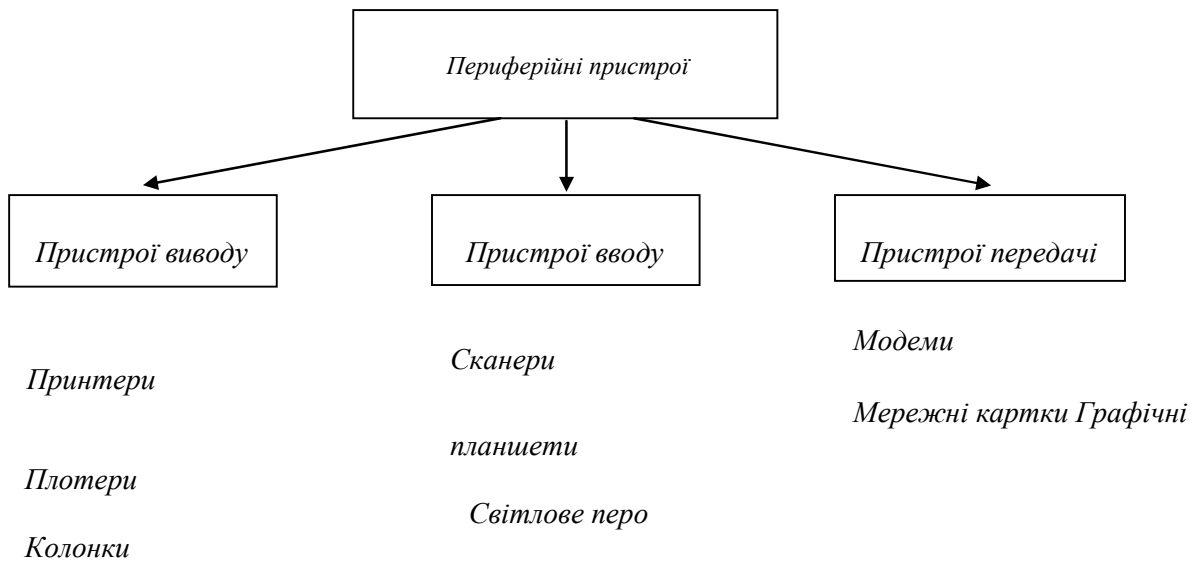 Периферійні пристрої
Пристрої виводу
Принтери
Плотери
Колонки
Пристрої вводу
Сканери
планшети
Світлове перо
Пристрої передачі
Модеми
Мережні картки Графічні